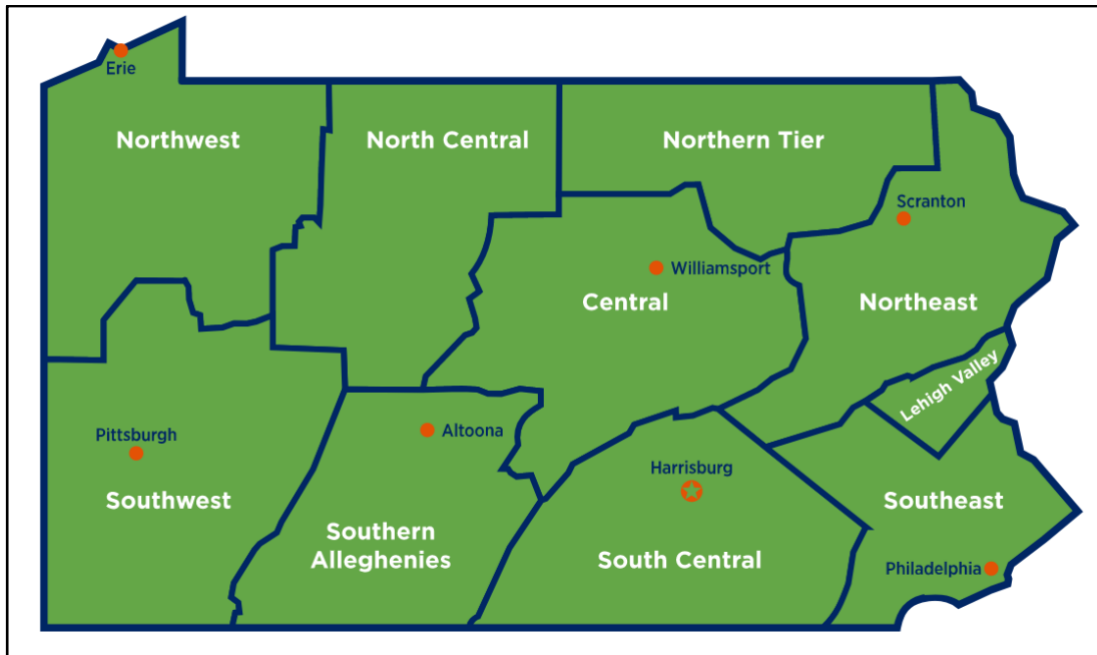 Erie
Northwest
North Central
Northern Tier
Scranton
Williamsport
Central
Northeast
Lehigh Valley
Pittsburgh
Altoona
Harrisburg
Southwest
Southeast
Southern
Alleghenies
South Central
Philadelphia